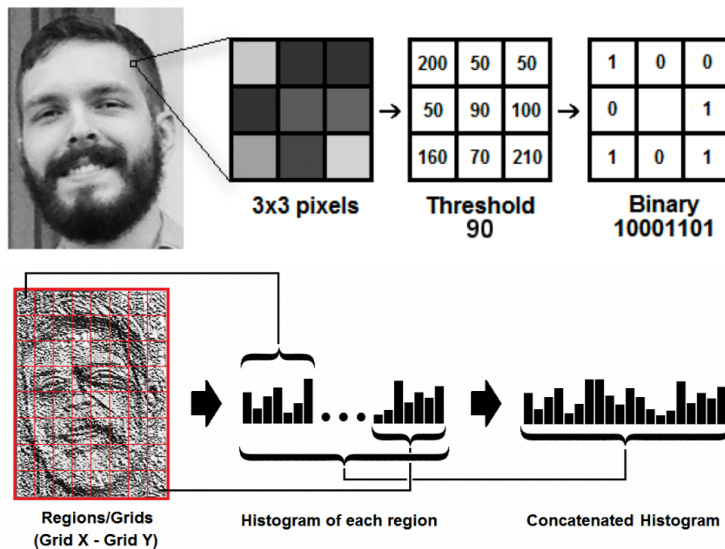 200 50 50
50 90 100
160 70 210
1 0 0
0 1
1 0 1
3x3 pixels
Threshold
90
Binary
10001101
Regions/Grids
(Grid X - Grid Y)
Histogram of each region
Concatenated Histogram